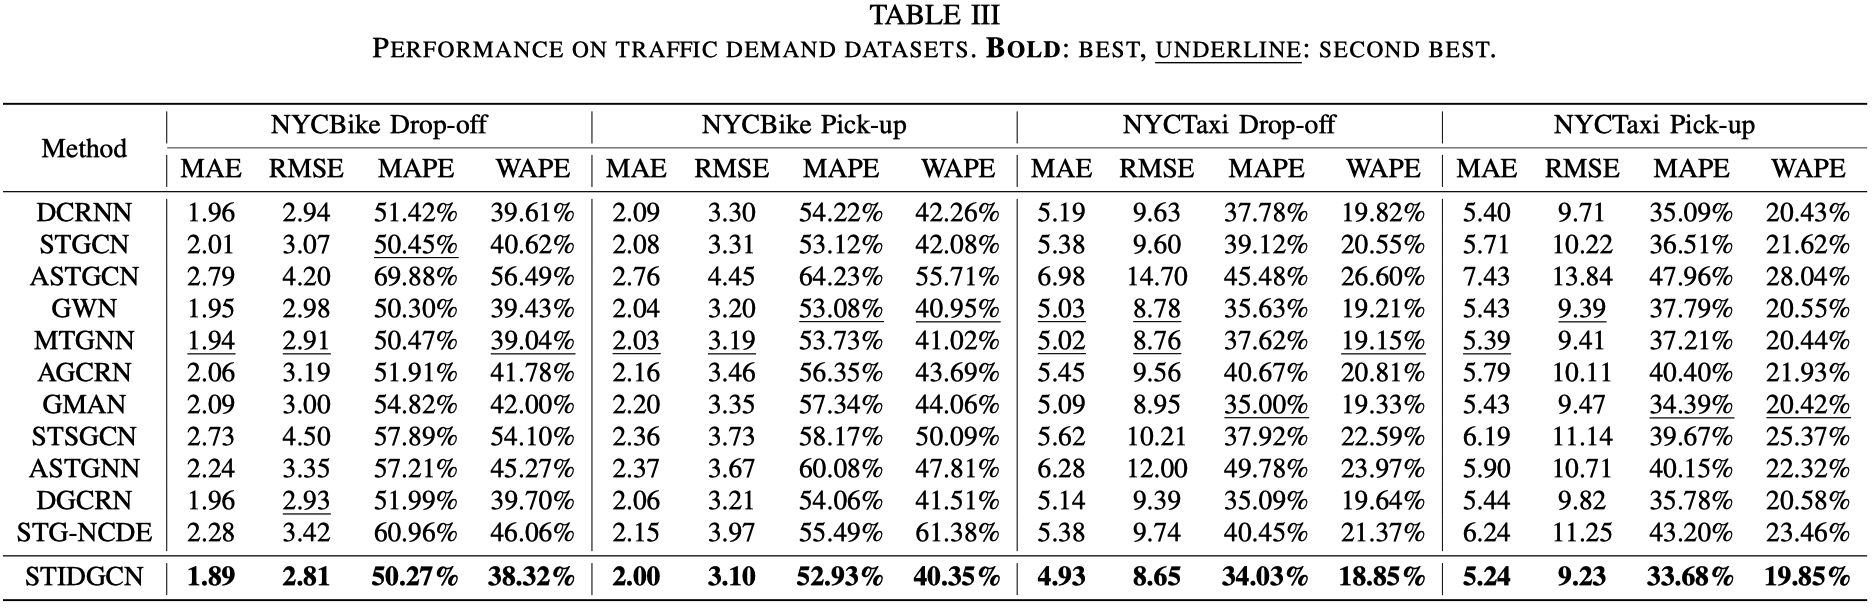 TABLE III
PERFORMANCE ON TRAFFIC DEMAND DATASETS. BOLD: BEST, UNDERLINE: SECOND BEST.
Method NYCBike Drop-off NYCBike Pick-up NYCTaxi Drop-off NYCTaxi Pick-up
MAE RMSE MAPE WAPE MAE RMSE MAPE WAPE MAE RMSE MAPE WAPE MAE RMSE MAPE WAPE
DCRNN 1.96 2.94 51.42% 39.61% 2.09 3.30 54.22% 42.26% 5.19 9.63 37.78% 19.82% 5.40 9.71 35.09% 20.43%
STGCN 2.01 3.07 50.45% 40.62% 2.08 3.31 53.12% 42.08% 5.38 9.60 39.12% 20.55% 5.71 10.22 36.51% 21.62%
ASTGCN 2.79 4.20 69.88% 56.49% 2.76 4.45 64.23% 55.71% 6.98 14.70 45.48% 26.60% 7.43 13.84 47.96% 28.04%
GWN 1.95 2.98 50.30% 39.43% 2.04 3.20 53.08% 40.95% 5.03 8.78 35.63% 19.21% 5.43 9.39 37.79% 20.55%
MTGNN 1.94 2.91 50.47% 39.04% 2.03 3.19 53.73% 41.02% 5.02 8.76 37.62% 19.15% 5.39 9.41 37.21% 20.44%
AGCRN 2.06 3.19 51.91% 41.78% 2.16 3.46 56.35% 43.69% 5.45 9.56 40.67% 20.81% 5.79 10.11 40.40% 21.93%
GMAN 2.09 3.00 54.82% 42.00% 2.20 3.35 57.34% 44.06% 5.09 8.95 35.00% 19.33% 5.43 9.47 34.39% 20.42%
STSGCN 2.73 4.50 57.89% 54.10% 2.36 3.73 58.17% 50.09% 5.62 10.21 37.92% 22.59% 6.19 11.14 39.67% 25.37%
ASTGNN 2.24 3.35 57.21% 45.27% 2.37 3.67 60.08% 47.81% 6.28 12.00 49.78% 23.97% 5.90 10.71 40.15% 22.32%
DGCRN 1.96 2.93 51.99% 39.70% 2.06 3.21 54.06% 41.51% 5.14 9.39 35.09% 19.64% 5.44 9.82 35.78% 20.58%
STG-NCDE 2.28 3.42 60.96% 46.06% 2.15 3.97 55.49% 61.38% 5.38 9.74 40.45% 21.37% 6.24 11.25 43.20% 23.46%
STIDGCN 1.89 2.81 50.27% 38.32% 2.00 3.10 52.93% 40.35% 4.93 8.65 34.03% 18.85% 5.24 9.23 33.68% 19.85%